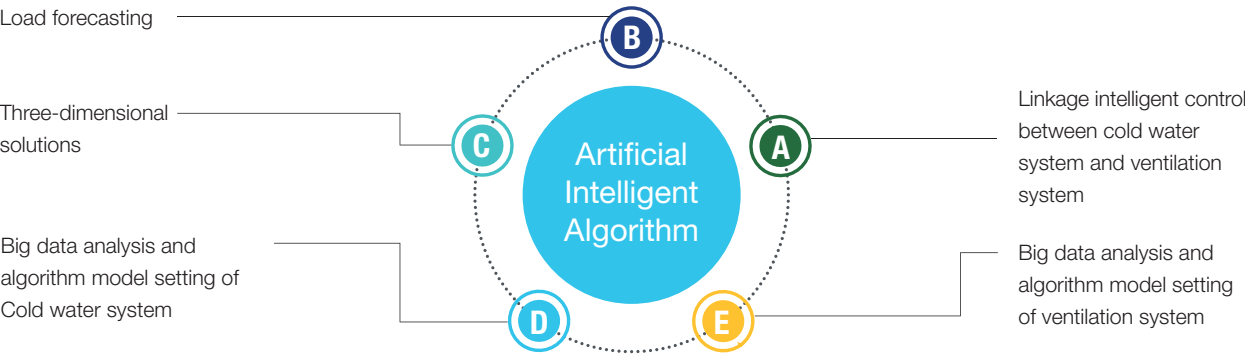 Load forecasting
B
Three-dimensional
solutions
C
Artificial
Intelligent
Algorithm
A
Linkage intelligent control
between cold water
system and ventilation
system
Big data analysis and
algorithm model setting of
Cold water system
D
E
Big data analysis and
algorithm model setting
of ventilation system